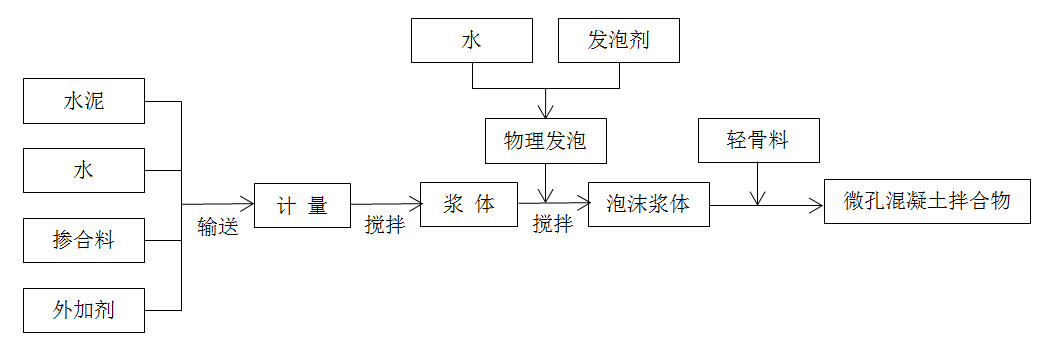 水
发泡剂
水泥
物理发泡
轻骨料
水
计量
浆体
泡沫浆体
微孔混凝土拌合物
输送
搅拌
搅拌
掺合料
外加剂